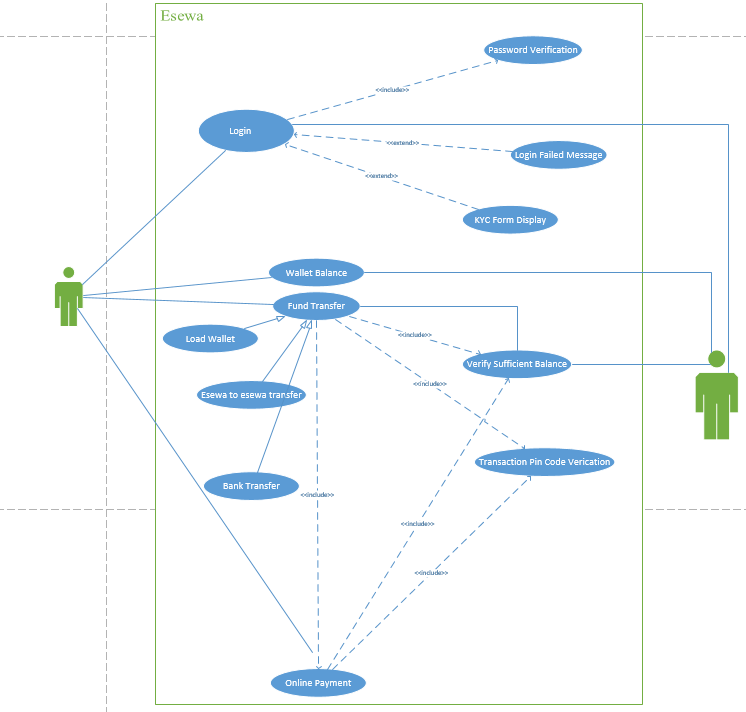 Esewa
Password Verification
<<include>>
Login
<<extend>>
Login Failed Message
<<extend>>
KYC Form Display
Wallet Balance
Fund Transfer
Load Wallet
<<include>>
Verify Sufficient Balance
<<include>>
Esewa to esewa transfer
Transaction Pin Code Verication
Bank Transfer
<<include>>
<<include>>
<<include>>
Online Payment